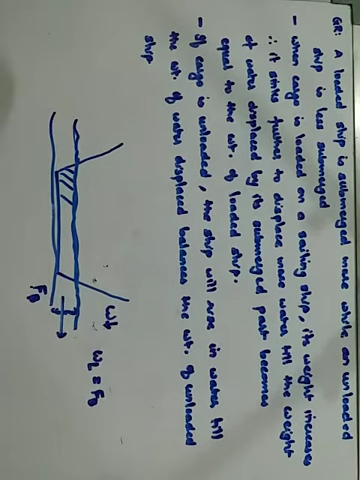 GR: A loaded ship is submerged more while an unloaded
ship is less submerged
- when cargo is loaded on a sailing ship, its weight increases
∴ it sinks further to displace more water till the weight
of water displaced by its submerged part becomes
equal to the wt. of loaded ship.
- If cargo is unloaded, the ship will rise in water till
the wt. of water displaced balances the wt. of unloaded
ship
wt
FB